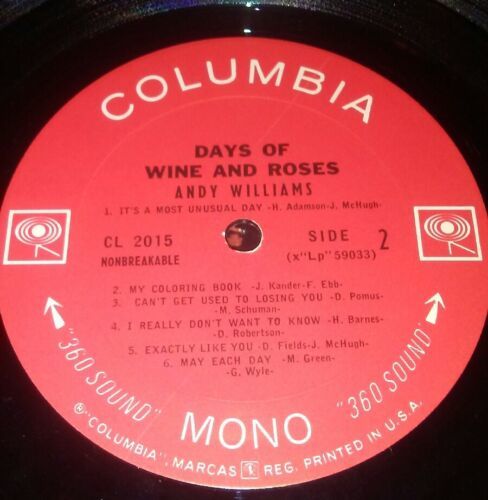 COLUMBIA
DAYS OF
WINE AND ROSES
ANDY WILLIAMS
1. IT'S A MOST UNUSUAL DAY -H. Adamson-J. McHugh-
CL 2015
NONBREAKABLE
SIDE 2
(x"Lp" 59033)
2. MY COLORING BOOK -J. Kander-F. Ebb-
3. CAN'T GET USED TO LOSING YOU -D. Pomus-
M. Schuman-
4. I REALLY DON'T WANT TO KNOW -H. Barnes-
D. Robertson-
5. EXACTLY LIKE YOU -D. Fields-J. McHugh-
6. MAY EACH DAY -M. Green-
G. Wyle-
"360 SOUND"
MONO
"360 SOUND"
®"COLUMBIA", MARCAS REG. PRINTED IN U.S.A.